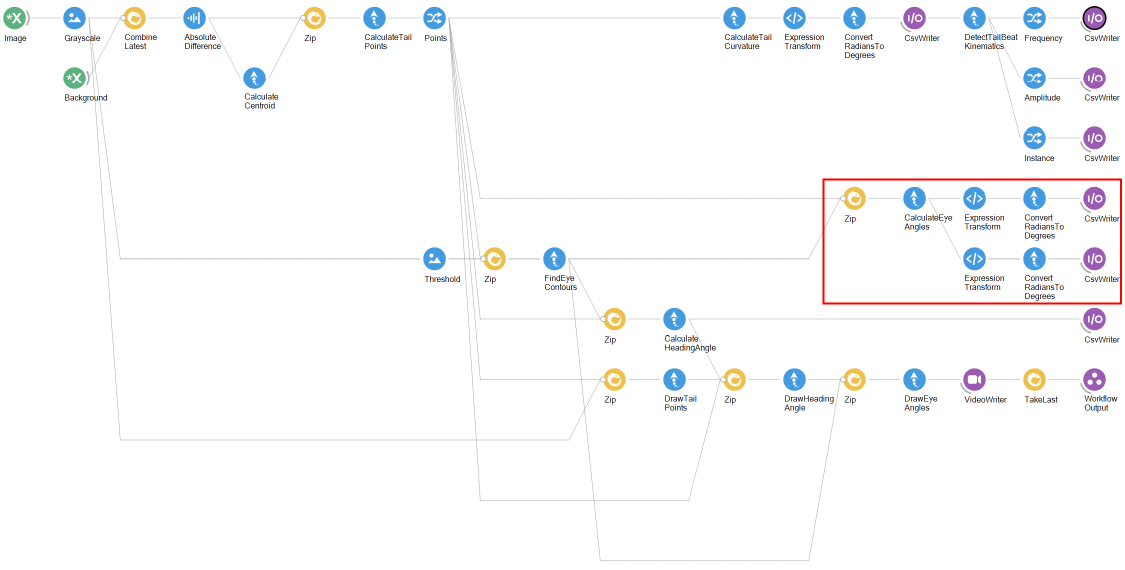 *X
Image
Grayscale
Combine
Latest
Absolute
Difference
Zip
CalculateTail
Points
Points
CalculateTail
Curvature
</>
Expression
Transform
Convert
RadiansTo
Degrees
I/O
CsvWriter
DetectTailBeat
Kinematics
Frequency
I/O
CsvWriter
*X
Background
Calculate
Centroid
Amplitude
I/O
CsvWriter
Instance
I/O
CsvWriter
Zip
CalculateEye
Angles
</>
Expression
Transform
Convert
RadiansTo
Degrees
I/O
CsvWriter
Threshold
Zip
FindEye
Contours
</>
Expression
Transform
Convert
RadiansTo
Degrees
I/O
CsvWriter
Zip
Calculate
HeadingAngle
I/O
CsvWriter
Zip
DrawTail
Points
Zip
DrawHeading
Angle
Zip
DrawEye
Angles
VideoWriter
TakeLast
Workflow
Output